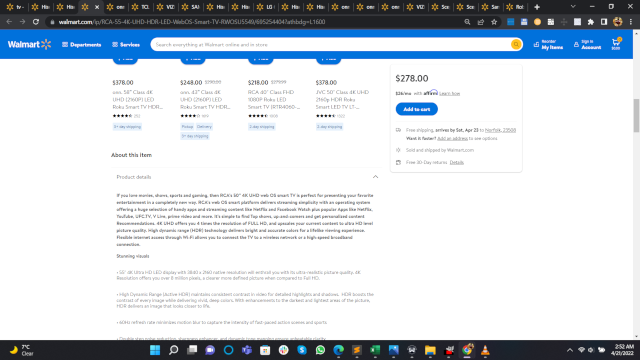 www.walmart.com/ip/RCA-55-4K-UHD-HDR-LED-WebOS-Smart-TV-RWOSU5549/695254404?athbdg=L1600
Walmart
Departments
Services
Search everything at Walmart online and in store
Reorder
My Items
Sign In
Account
$378.00
$248.00
$218.00
$378.00
onn. 58" Class 4K
UHD (2160P) LED
Roku Smart TV HDR...
onn. 43" Class 4K
UHD (2160P) LED
Roku Smart TV HDR...
RCA 40" Class FHD
1080P Roku LED
Smart TV (RTR4060-...
JVC 50" Class 4K UHD
2160p HDR Roku
Smart LED TV LT-...
3+ day shipping
Pickup
Delivery
3+ day shipping
2-day shipping
2-day shipping
$278.00
with affirm Learn how
Add to cart
Free shipping, arrives by Sat, Apr 23 to Norfolk, 23508
Want it faster? Add an address to see options
Sold and shipped by Walmart.com
Free 30-Day returns Details
About this item
Product details
If you love movies, shows, sports and gaming, then RCA's 60" 4K UHD web OS smart TV is perfect for presenting your favorite
entertainment in a completely new way. RCA's web OS smart platform delivers streaming simplicity with an operating system
offering a huge selection of handy apps and streaming content like Netflix and Facebook Watch plus popular Apps like Netflix,
YouTube, UFC.TV, V Line, prime video and more. It's simple to find Top shows, up-and-comers and get personalized content
Recommendations. 4K UHD offers you 4 times the resolution of FULL HD, and upscales your current content to ultra HD level
picture quality. High dynamic range (HDR) technology delivers bright and accurate colors for a lifelike viewing experience.
Flexible internet access through Wi-Fi allows you to connect the TV to a wireless network or a high-speed broadband
connection.
Stunning visuals
• 55" 4K Ultra HD LED display with 3840 x 2160 native resolution will enthrall you with its ultra realistic picture quality. 4K
Resolution offers you over 8 million pixels, a clearer more defined picture when compared to Full HD.
• High Dynamic Range (Active HDR) maintains consistent contrast in video for detailed highlights and shadows. HDR boosts the
contrast of every image while delivering vivid, deep colors. With enhancements to the darkest and lightest areas of the picture,
HDR delivers an image that looks closer to life.
• 60Hz refresh rate minimizes motion blur to capture the intensity of fast-paced action scenes and sports.
7°C
Clear
2:52 AM
4/21/2022